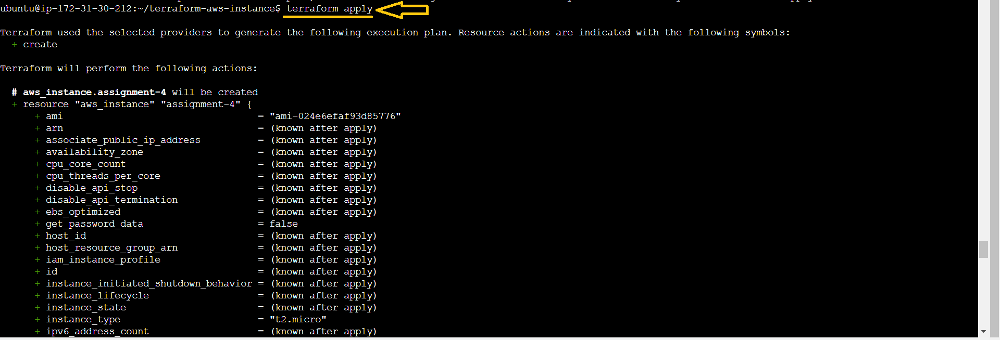 ubuntu@ip-172-31-30-212:~/terraform-aws-instance$ terraform apply
Terraform used the selected providers to generate the following execution plan. Resource actions are indicated with the following symbols:
  + create
Terraform will perform the following actions:
  # aws_instance.assignment-4 will be created
  + resource "aws_instance" "assignment-4" {
      + ami                                  = "ami-024e6efaf93d85776"
      + arn                                  = (known after apply)
      + associate_public_ip_address          = (known after apply)
      + availability_zone                    = (known after apply)
      + cpu_core_count                       = (known after apply)
      + cpu_threads_per_core                 = (known after apply)
      + disable_api_stop                     = (known after apply)
      + disable_api_termination              = (known after apply)
      + ebs_optimized                        = (known after apply)
      + get_password_data                    = false
      + host_id                              = (known after apply)
      + host_resource_group_arn              = (known after apply)
      + iam_instance_profile                 = (known after apply)
      + id                                   = (known after apply)
      + instance_initiated_shutdown_behavior = (known after apply)
      + instance_lifecycle                   = (known after apply)
      + instance_state                       = (known after apply)
      + instance_type                        = "t2.micro"
      + ipv6_address_count                   = (known after apply)